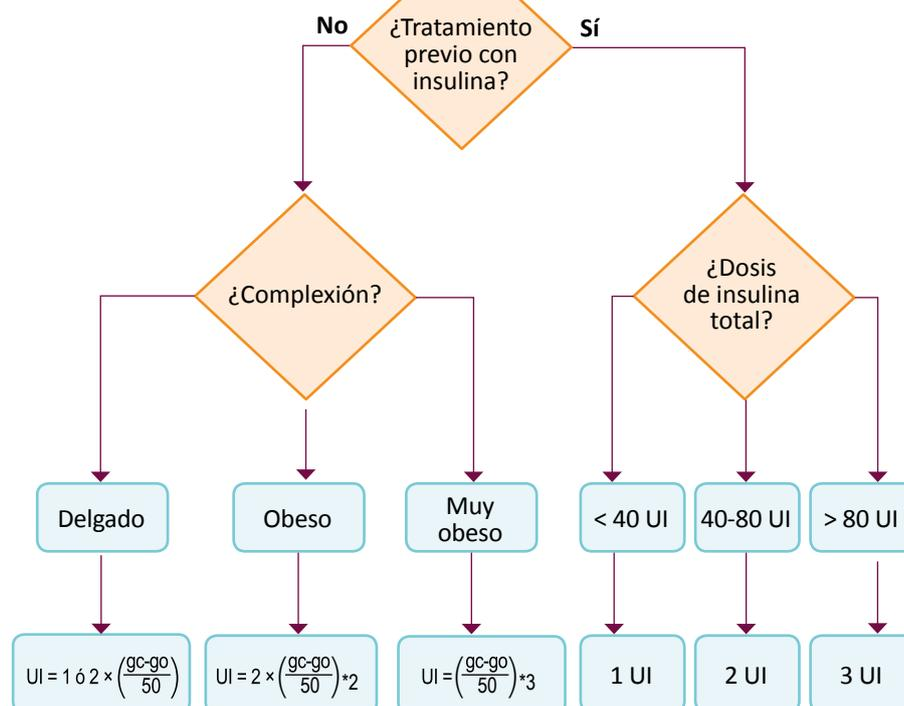 No
¿Tratamiento
previo con
insulina?
Sí
¿Complexión?
¿Dosis
de insulina
total?
Delgado
Obeso
Muy
obeso
< 40 UI
40-80 UI
> 80 UI
UI = 1 ó 2 × (gc-go/50)
UI = 2 × (gc-go/50)*2
UI = (gc-go/50)*3
1 UI
2 UI
3 UI